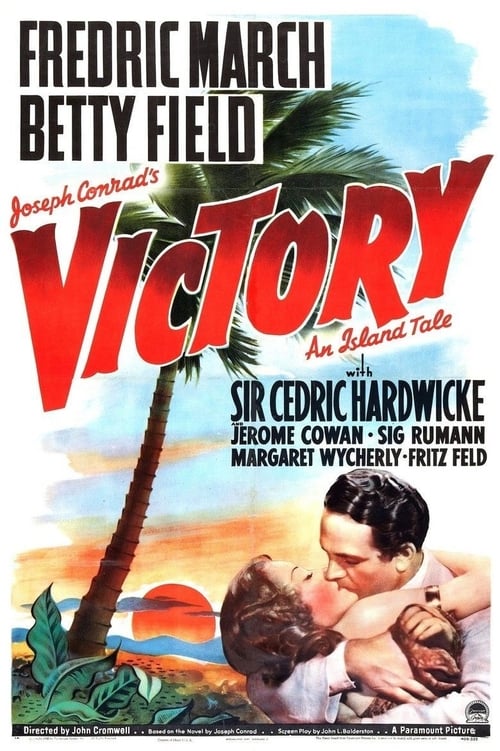 FREDRIC MARCH
BETTY FIELD
Joseph Conrad's
VICTORY
An Island Tale
with
SIR CEDRIC HARDWICKE
AND
JEROME COWAN · SIG RUMANN
MARGARET WYCHERLY · FRITZ FELD
Directed by John Cromwell . . Based on the Novel by Joseph Conrad . . Screen Play by John L. Balderston . . A Paramount Picture